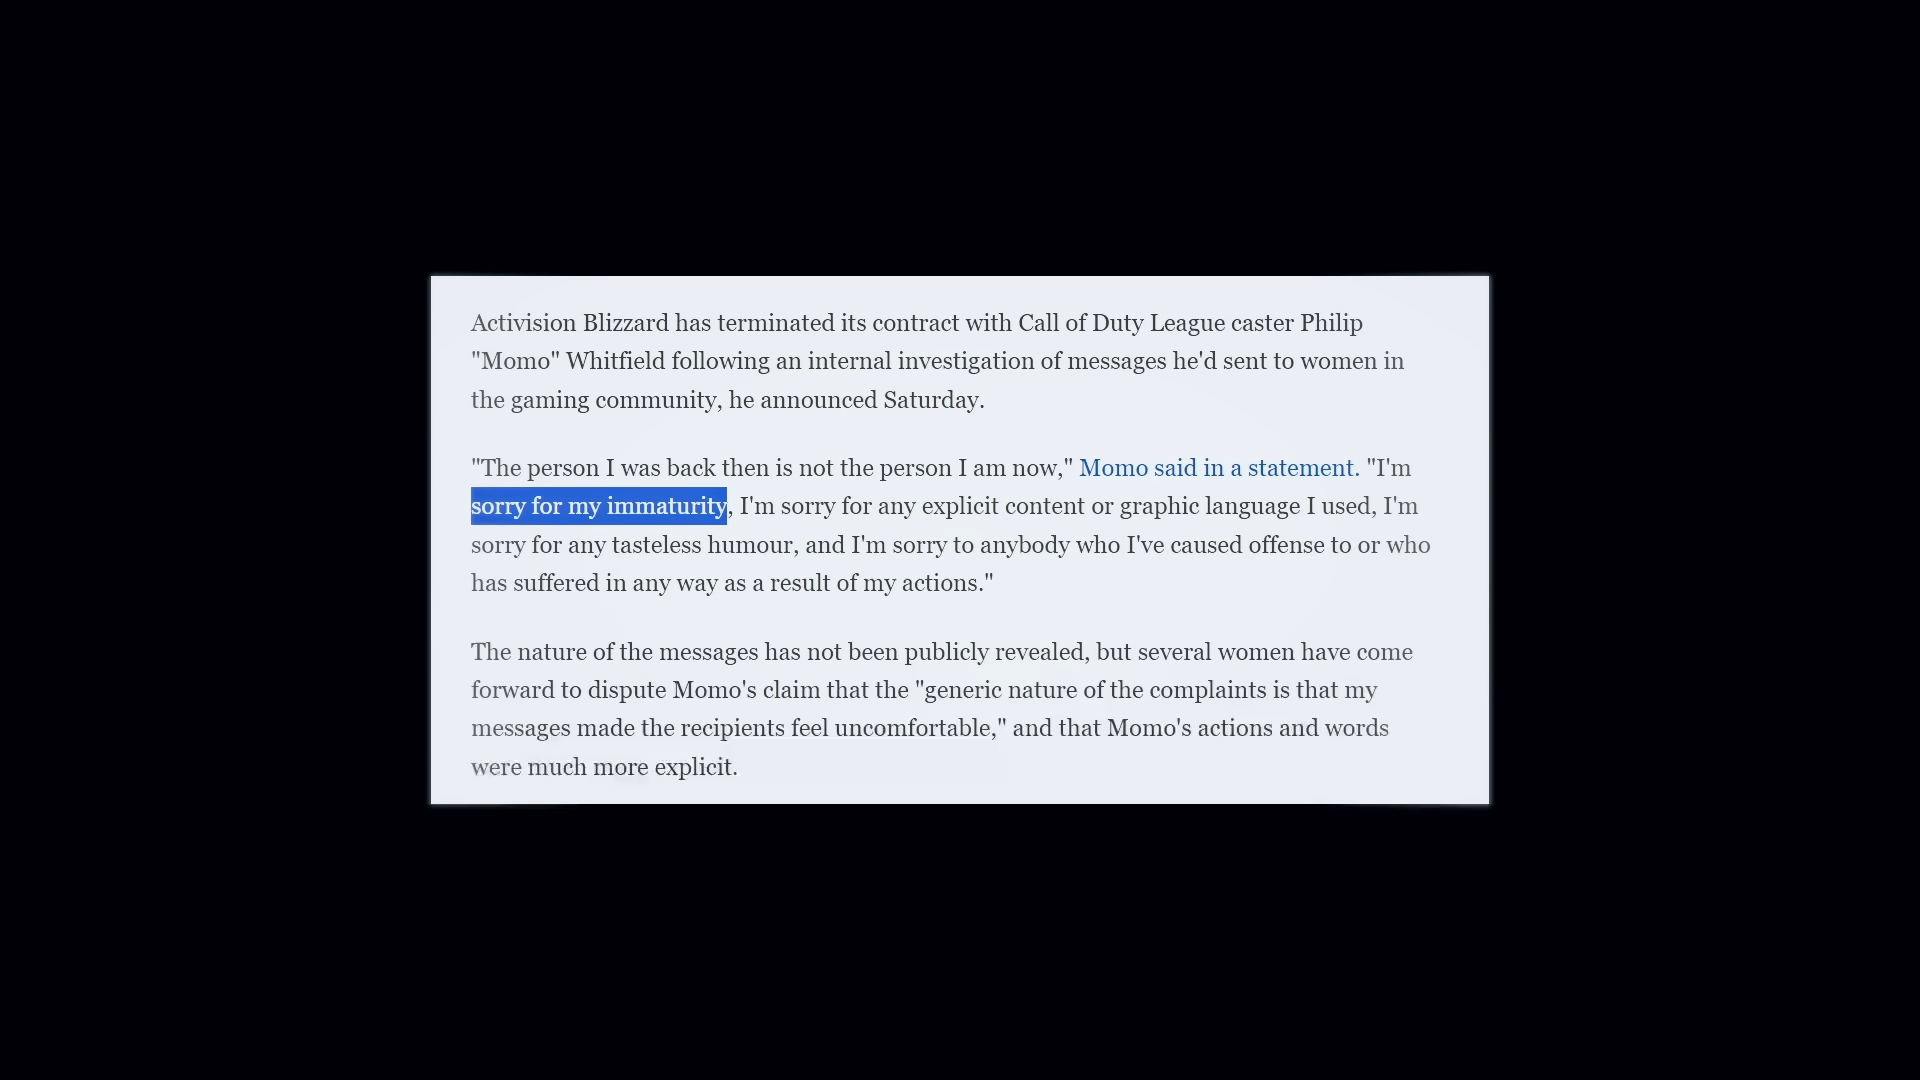 Activision Blizzard has terminated its contract with Call of Duty League caster Philip
"Momo" Whitfield following an internal investigation of messages he'd sent to women in
the gaming community, he announced Saturday.
"The person I was back then is not the person I am now," Momo said in a statement. "I'm
sorry for my immaturity, I'm sorry for any explicit content or graphic language I used, I'm
sorry for any tasteless humour, and I'm sorry to anybody who I've caused offense to or who
has suffered in any way as a result of my actions."
The nature of the messages has not been publicly revealed, but several women have come
forward to dispute Momo's claim that the "generic nature of the complaints is that my
messages made the recipients feel uncomfortable," and that Momo's actions and words
were much more explicit.